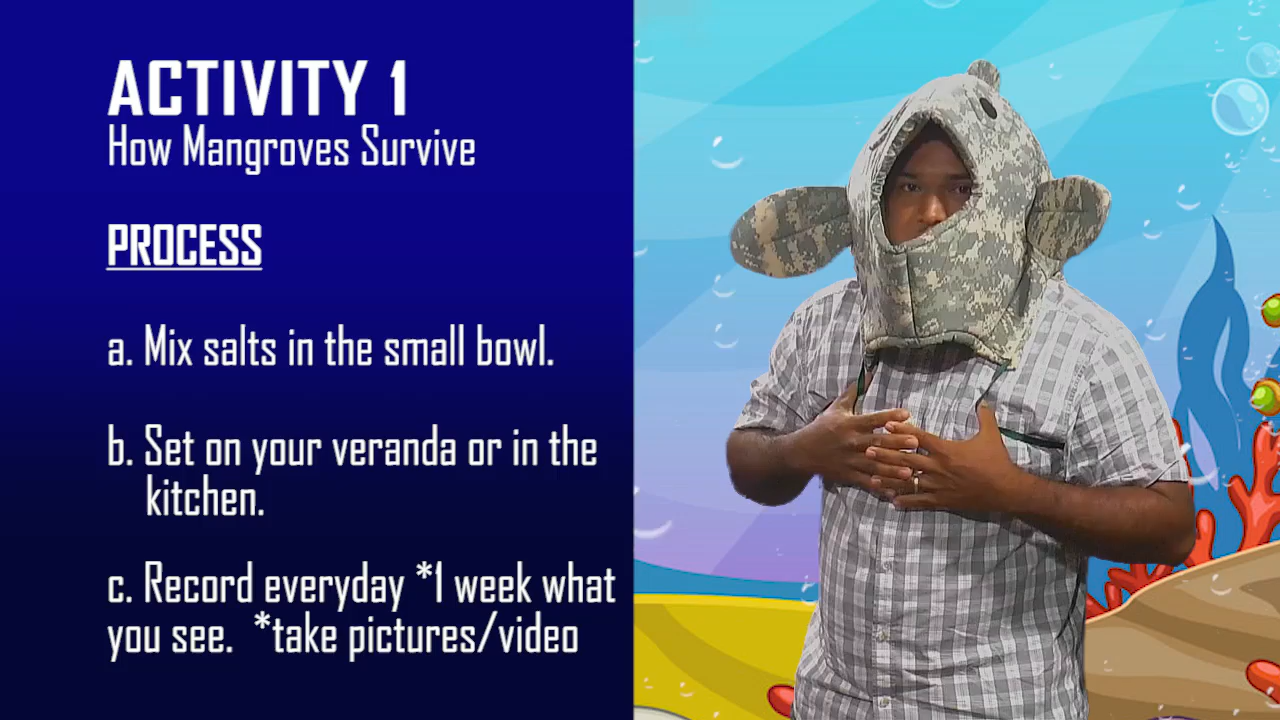 ACTIVITY 1
How Mangroves Survive
PROCESS
a. Mix salts in the small bowl.
b. Set on your veranda or in the
kitchen.
c. Record everyday *1 week what
you see. *take pictures/video